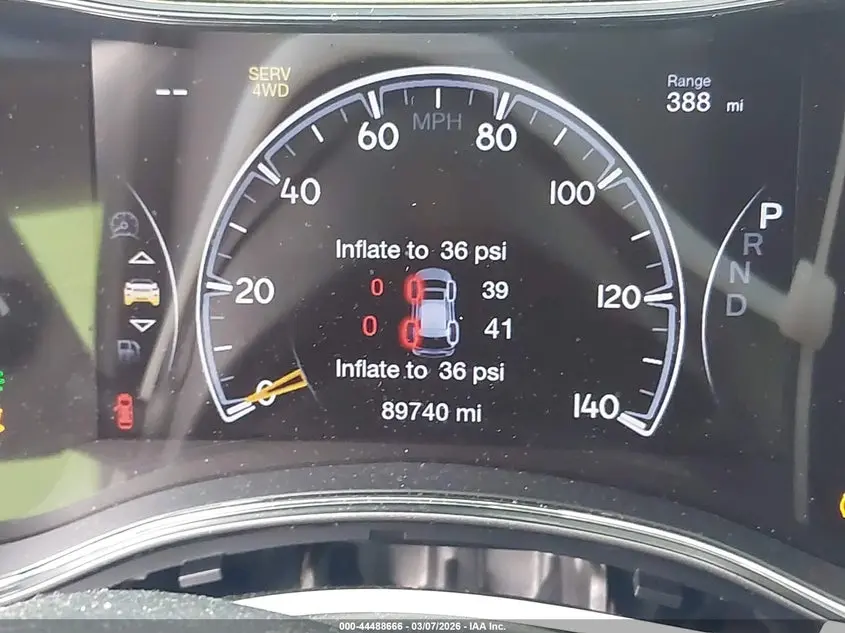 SERV
4WD
--
Range
388 mi
60
MPH
80
40
100
20
120
0
140
Inflate to 36 psi
0
39
0
41
Inflate to 36 psi
89740 mi
P
R
N
D
000-44488666 - 03/07/2026 - IAA Inc.